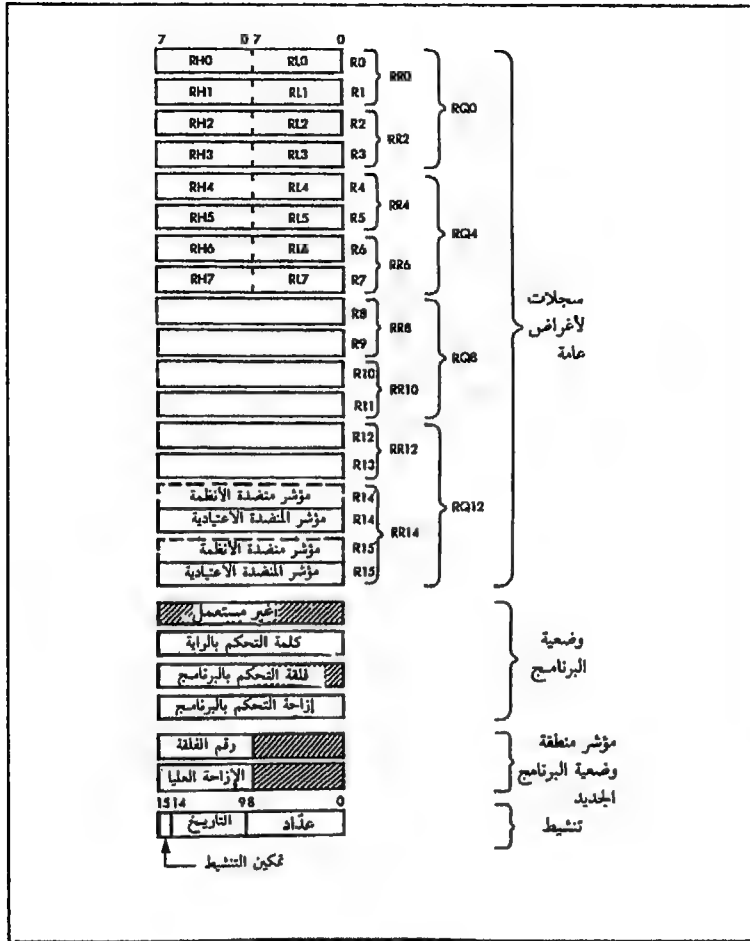 7 0 7 0
RH0 RL0 R0
RH1 RL1 R1
RR0
RH2 RL2 R2
RH3 RL3 R3
RR2
RQ0
RH4 RL4 R4
RH5 RL5 R5
RR4
RH6 RL6 R6
RH7 RL7 R7
RR6
RQ4
R8
R9
RR8
R10
R11
RR10
RQ8
R12
R13
RR12
مؤشر منضدة الأنظمة R14
مؤشر المنضدة الأعتيادية R14
مؤشر منضدة الأنظمة R15
مؤشر المنضدة الأعتيادية R15
RR14
RQ12
سجلات
لأغراض
عامة
غير مستعمل
كلمة التحكم بالراية
فلقة التحكم بالبرنامج
إزاحة التحكم بالبرنامج
وضعية
البرنامج
رقم الفلقة
الإزاحة العليا
مؤشر منطقة
وضعية البرنامج
الجديد
15 14 9 8 0
التاريخ عدّاد
تنشيط
تمكين التنشيط